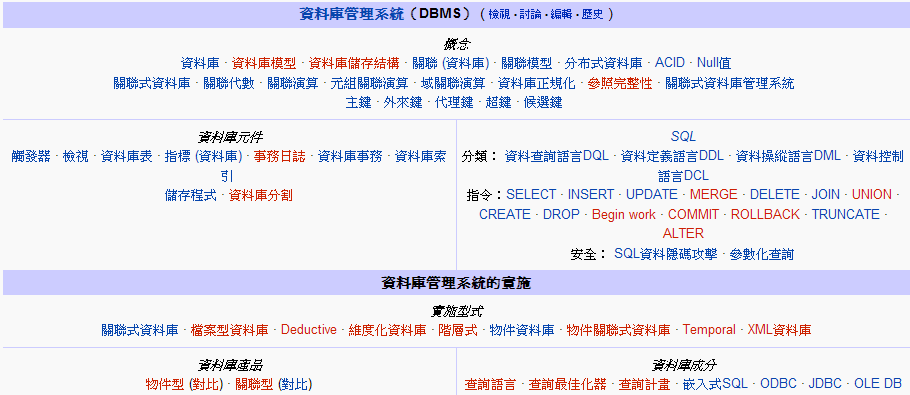 資料庫管理系統（DBMS）（檢視·討論·編輯·歷史）
概念
資料庫 · 資料庫模型 · 資料庫儲存結構 · 關聯 (資料庫) · 關聯模型 · 分布式資料庫 · ACID · Null值
關聯式資料庫 · 關聯代數 · 關聯演算 · 元組關聯演算 · 域關聯演算 · 資料庫正規化 · 參照完整性 · 關聯式資料庫管理系統
主鍵 · 外來鍵 · 代理鍵 · 超鍵 · 候選鍵
資料庫元件
觸發器 · 檢視 · 資料庫表 · 指標 (資料庫) · 事務日誌 · 資料庫事務 · 資料庫索
引
儲存程式 · 資料庫分割
SQL
分類： 資料查詢語言DQL · 資料定義語言DDL · 資料操縱語言DML · 資料控制
語言DCL
指令：SELECT · INSERT · UPDATE · MERGE · DELETE · JOIN · UNION ·
CREATE · DROP · Begin work · COMMIT · ROLLBACK · TRUNCATE ·
ALTER
安全： SQL資料隱碼攻擊 · 參數化查詢
資料庫管理系統的實施
實施型式
關聯式資料庫 · 檔案型資料庫 · Deductive · 維度化資料庫 · 階層式 · 物件資料庫 · 物件關聯式資料庫 · Temporal · XML資料庫
資料庫產品
物件型 (對比) · 關聯型 (對比)
資料庫成分
查詢語言 · 查詢最佳化器 · 查詢計畫 · 嵌入式SQL · ODBC · JDBC · OLE DB